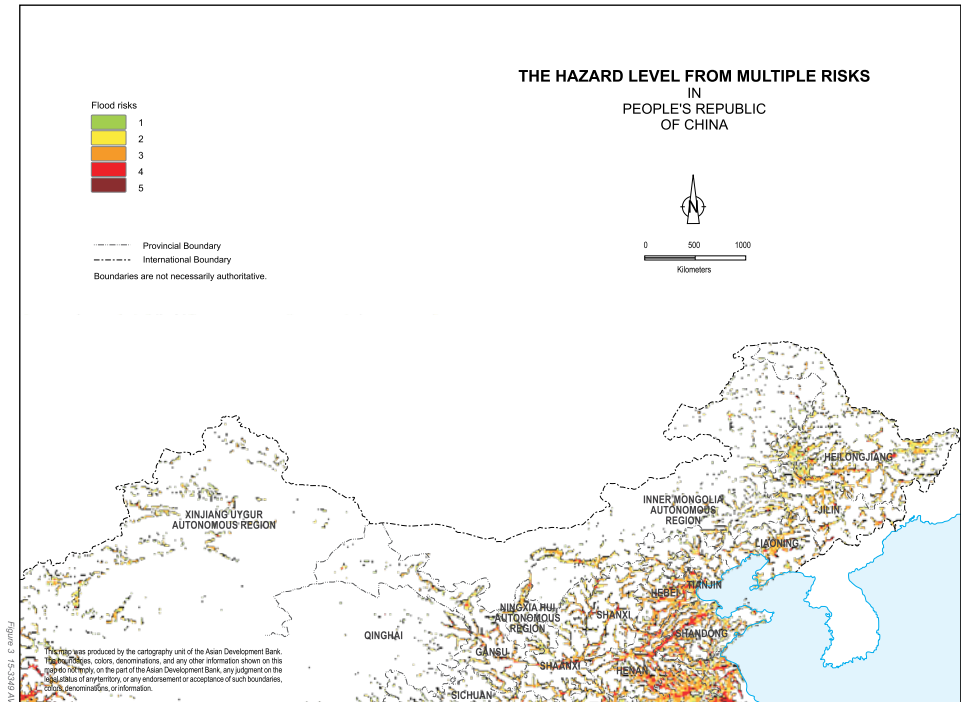 THE HAZARD LEVEL FROM MULTIPLE RISKS
IN
PEOPLE'S REPUBLIC
OF CHINA
Flood risks
1
2
3
4
5
N
Provincial Boundary
International Boundary
Boundaries are not necessarily authoritative.
0 500 1000
Kilometers
HEILONGJIANG
XINJIANG UYGUR
AUTONOMOUS REGION
INNER MONGOLIA
AUTONOMOUS
REGION
JILIN
LIAONING
TIANJIN
HEBEI
NINGXIA HUI
AUTONOMOUS
REGION
SHANXI
QINGHAI
SHANDONG
GANSU
SHAANXI
HENAN
SICHUAN
This map was produced by the cartography unit of the Asian Development Bank.
The boundaries, colors, denominations, and any other information shown on this
map do not imply, on the part of the Asian Development Bank, any judgment on the
legal status of any territory, or any endorsement or acceptance of such boundaries,
colors, denominations, or information.
Figure 3 15-3349 AV